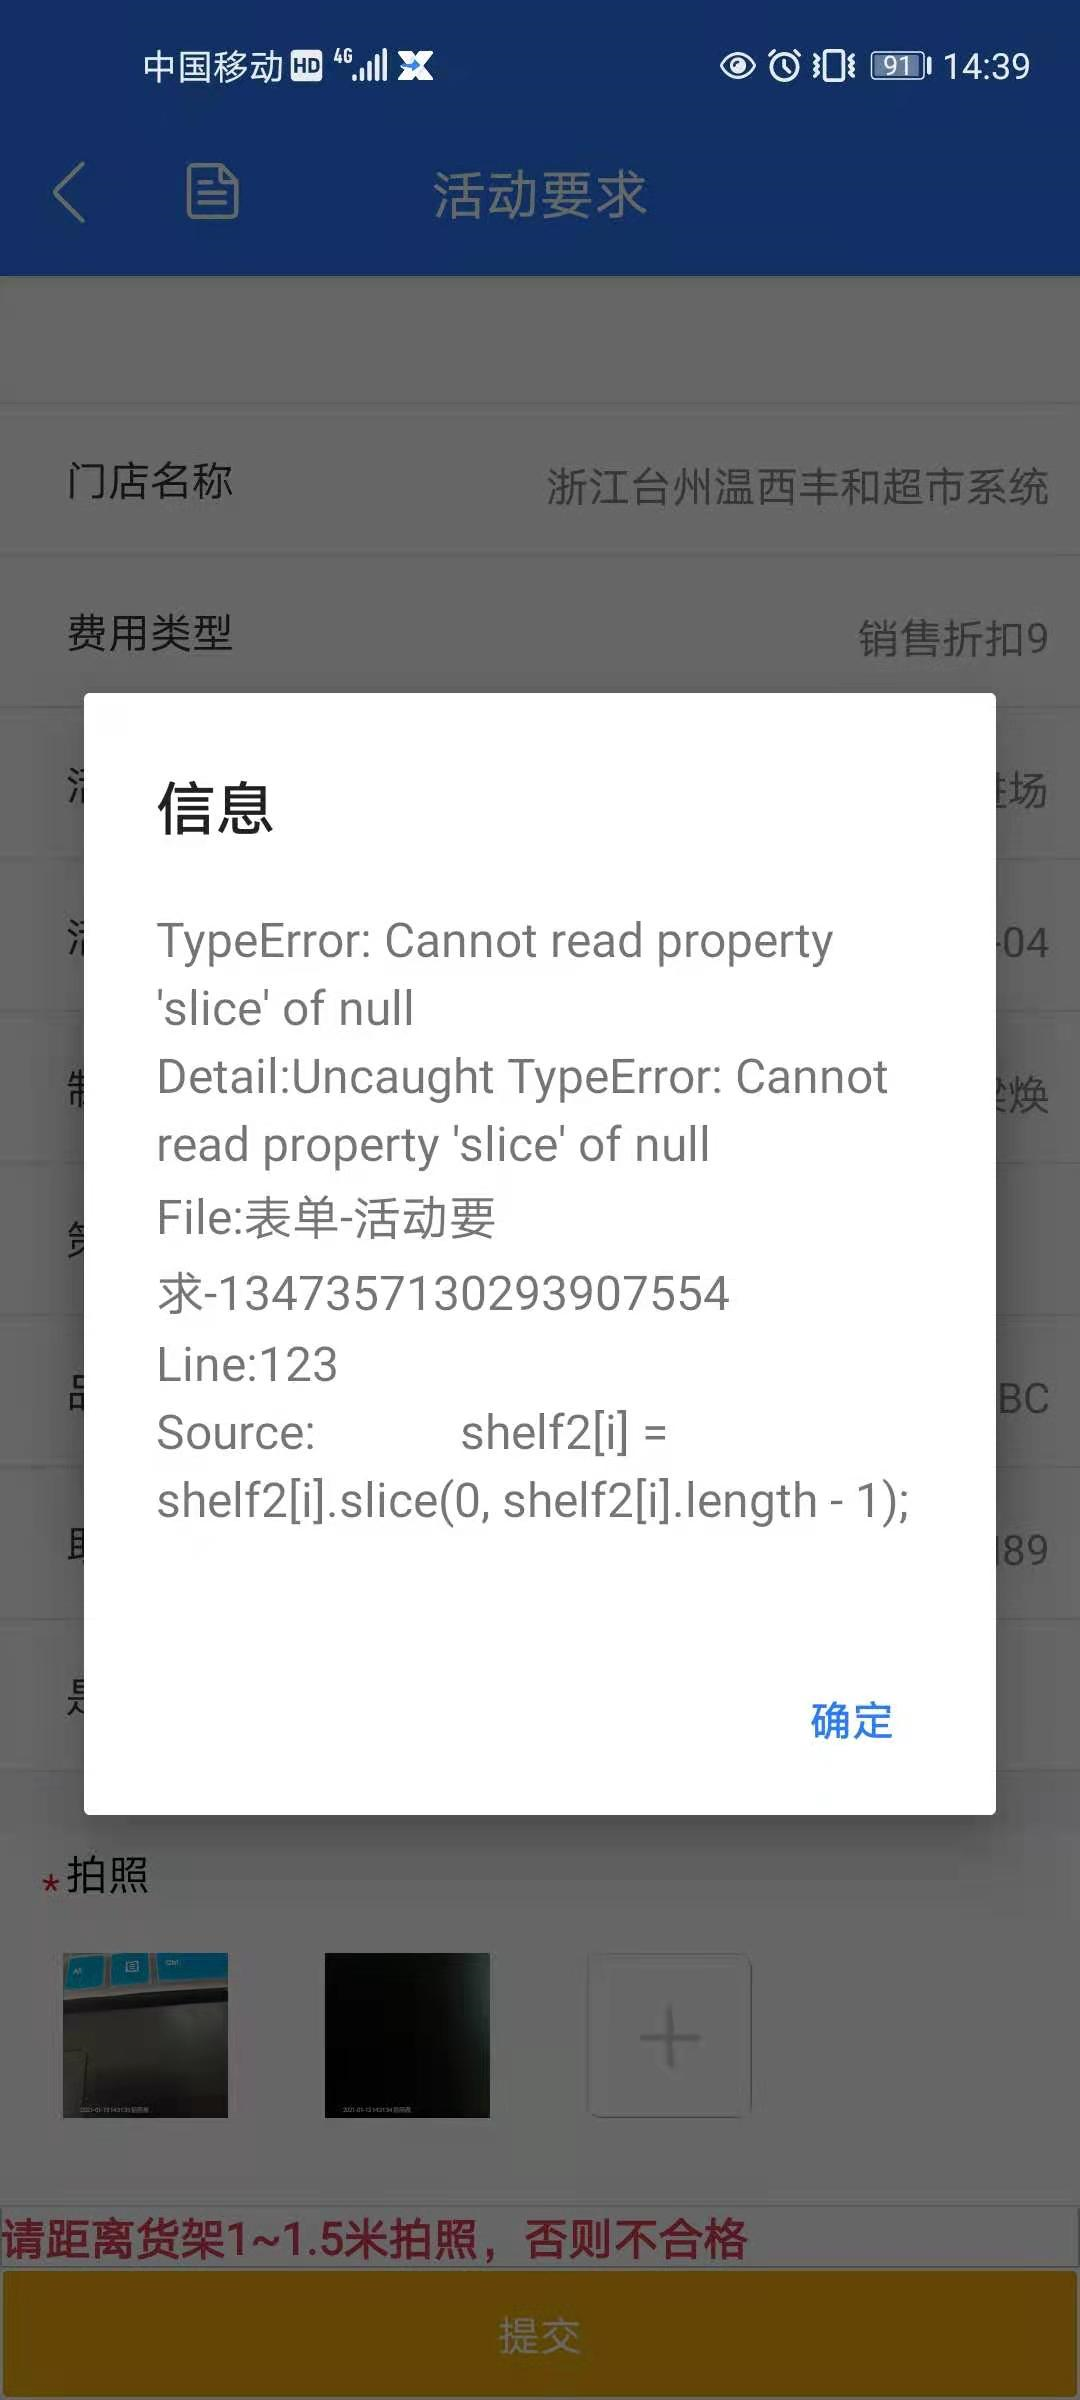 中国移动 HD 4G 91 14:39
活动要求
门店名称 浙江台州温西丰和超市系统
费用类型 销售折扣9
场
-04
焕
BC
89
信息
TypeError: Cannot read property
'slice' of null
Detail:Uncaught TypeError: Cannot
read property 'slice' of null
File:表单-活动要
求-1347357130293907554
Line:123
Source: shelf2[i] =
shelf2[i].slice(0, shelf2[i].length - 1);
确定
*拍照
请距离货架1~1.5米拍照，否则不合格
提交